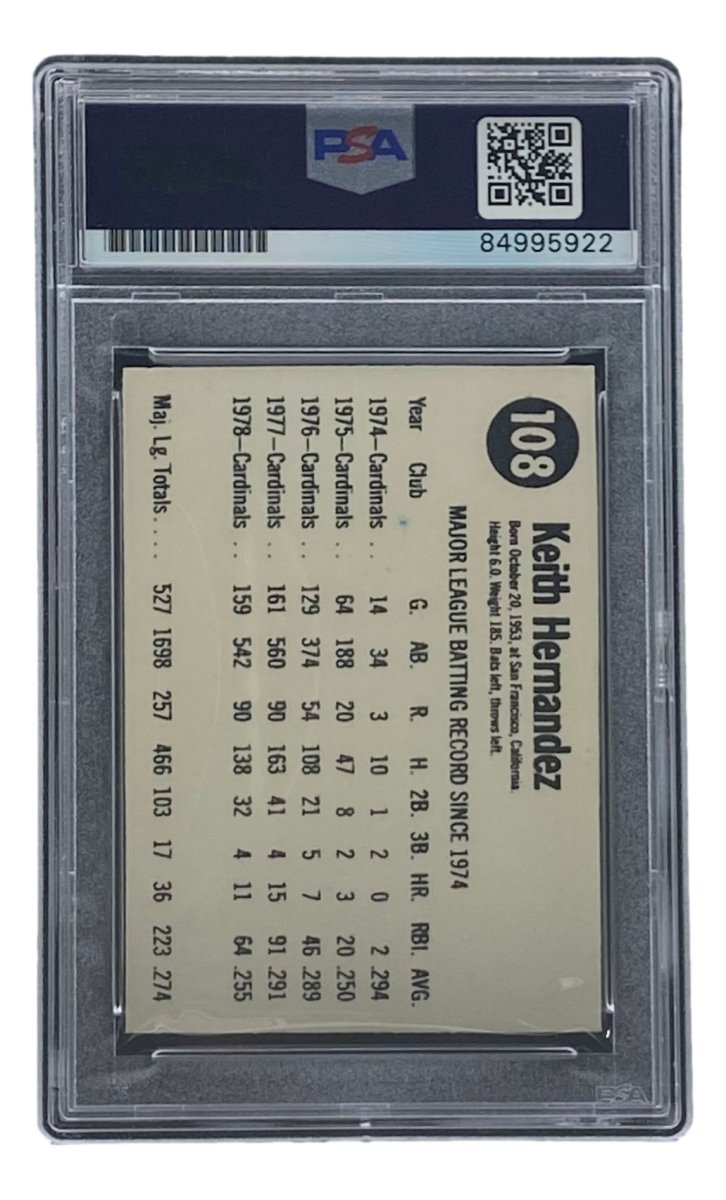 PSA
84995922
108
Keith Hernandez
Born October 20, 1953, at San Francisco, California.
Height 6.0. Weight 185. Bats left, throws left.
MAJOR LEAGUE BATTING RECORD SINCE 1974
Year Club G. AB. R. H. 2B. 3B. HR. RBI. AVG.
1974—Cardinals . . 14 34 3 10 1 2 0 2 .294
1975—Cardinals . . 64 188 20 47 8 2 3 20 .250
1976—Cardinals . . 129 374 54 108 21 5 7 46 .289
1977—Cardinals . . 161 560 90 163 41 4 15 91 .291
1978—Cardinals . . 159 542 90 138 32 4 11 64 .255
Maj. Lg. Totals . . . . 527 1698 257 466 103 17 36 223 .274
PSA